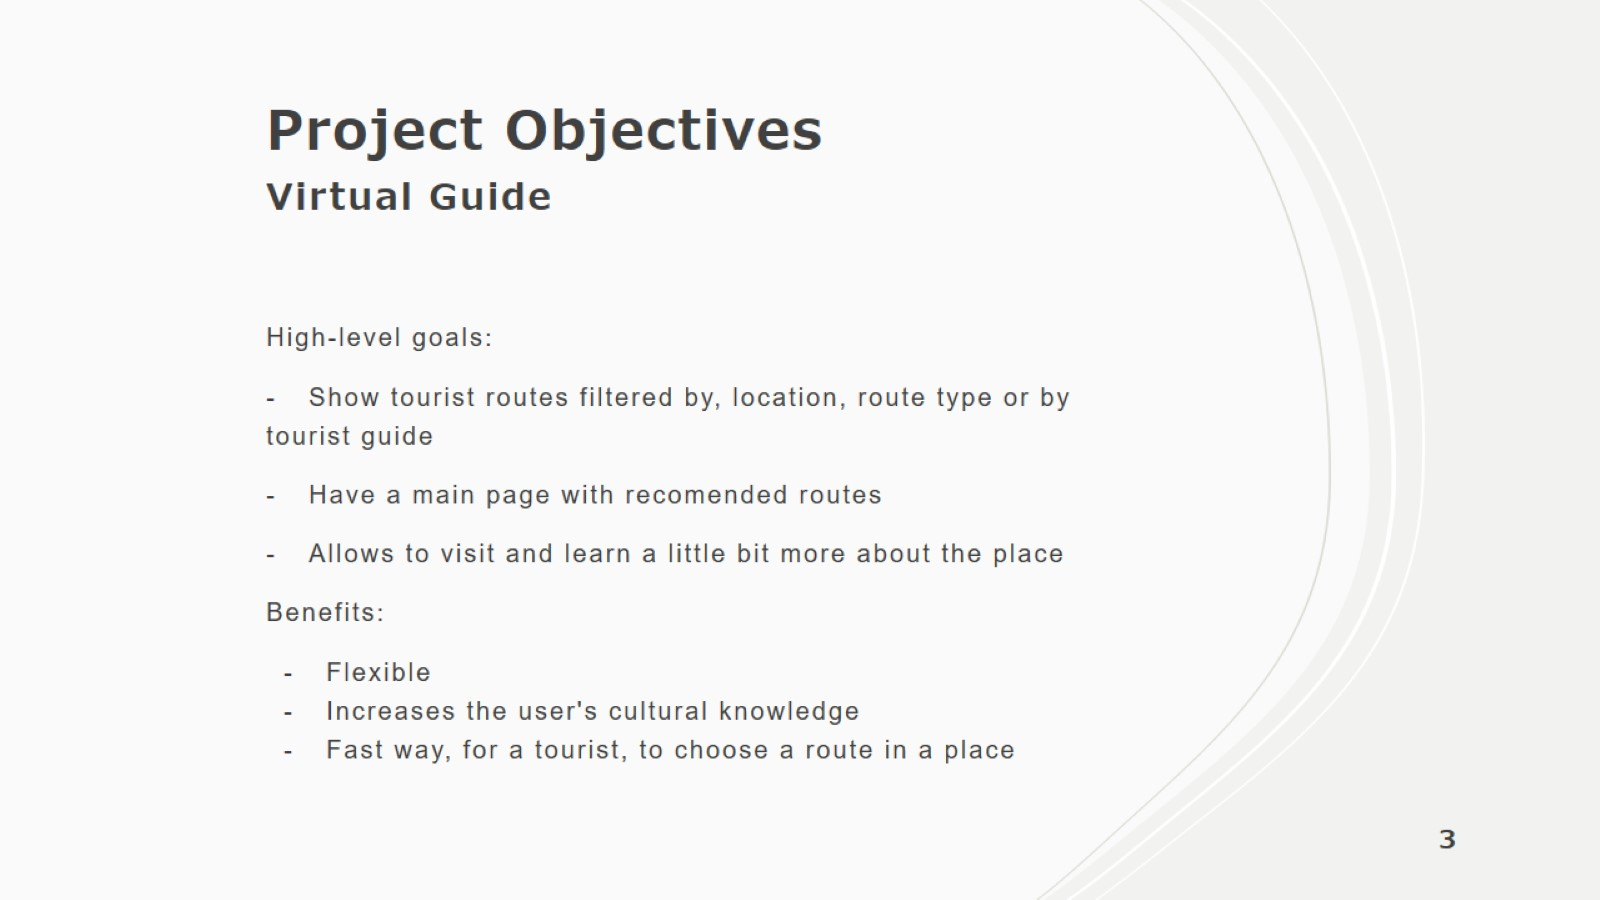 Project Objectives
Virtual Guide
High-level goals:
- Show tourist routes filtered by, location, route type or by
tourist guide
- Have a main page with recomended routes
- Allows to visit and learn a little bit more about the place
Benefits:
- Flexible
- Increases the user's cultural knowledge
- Fast way, for a tourist, to choose a route in a place
3